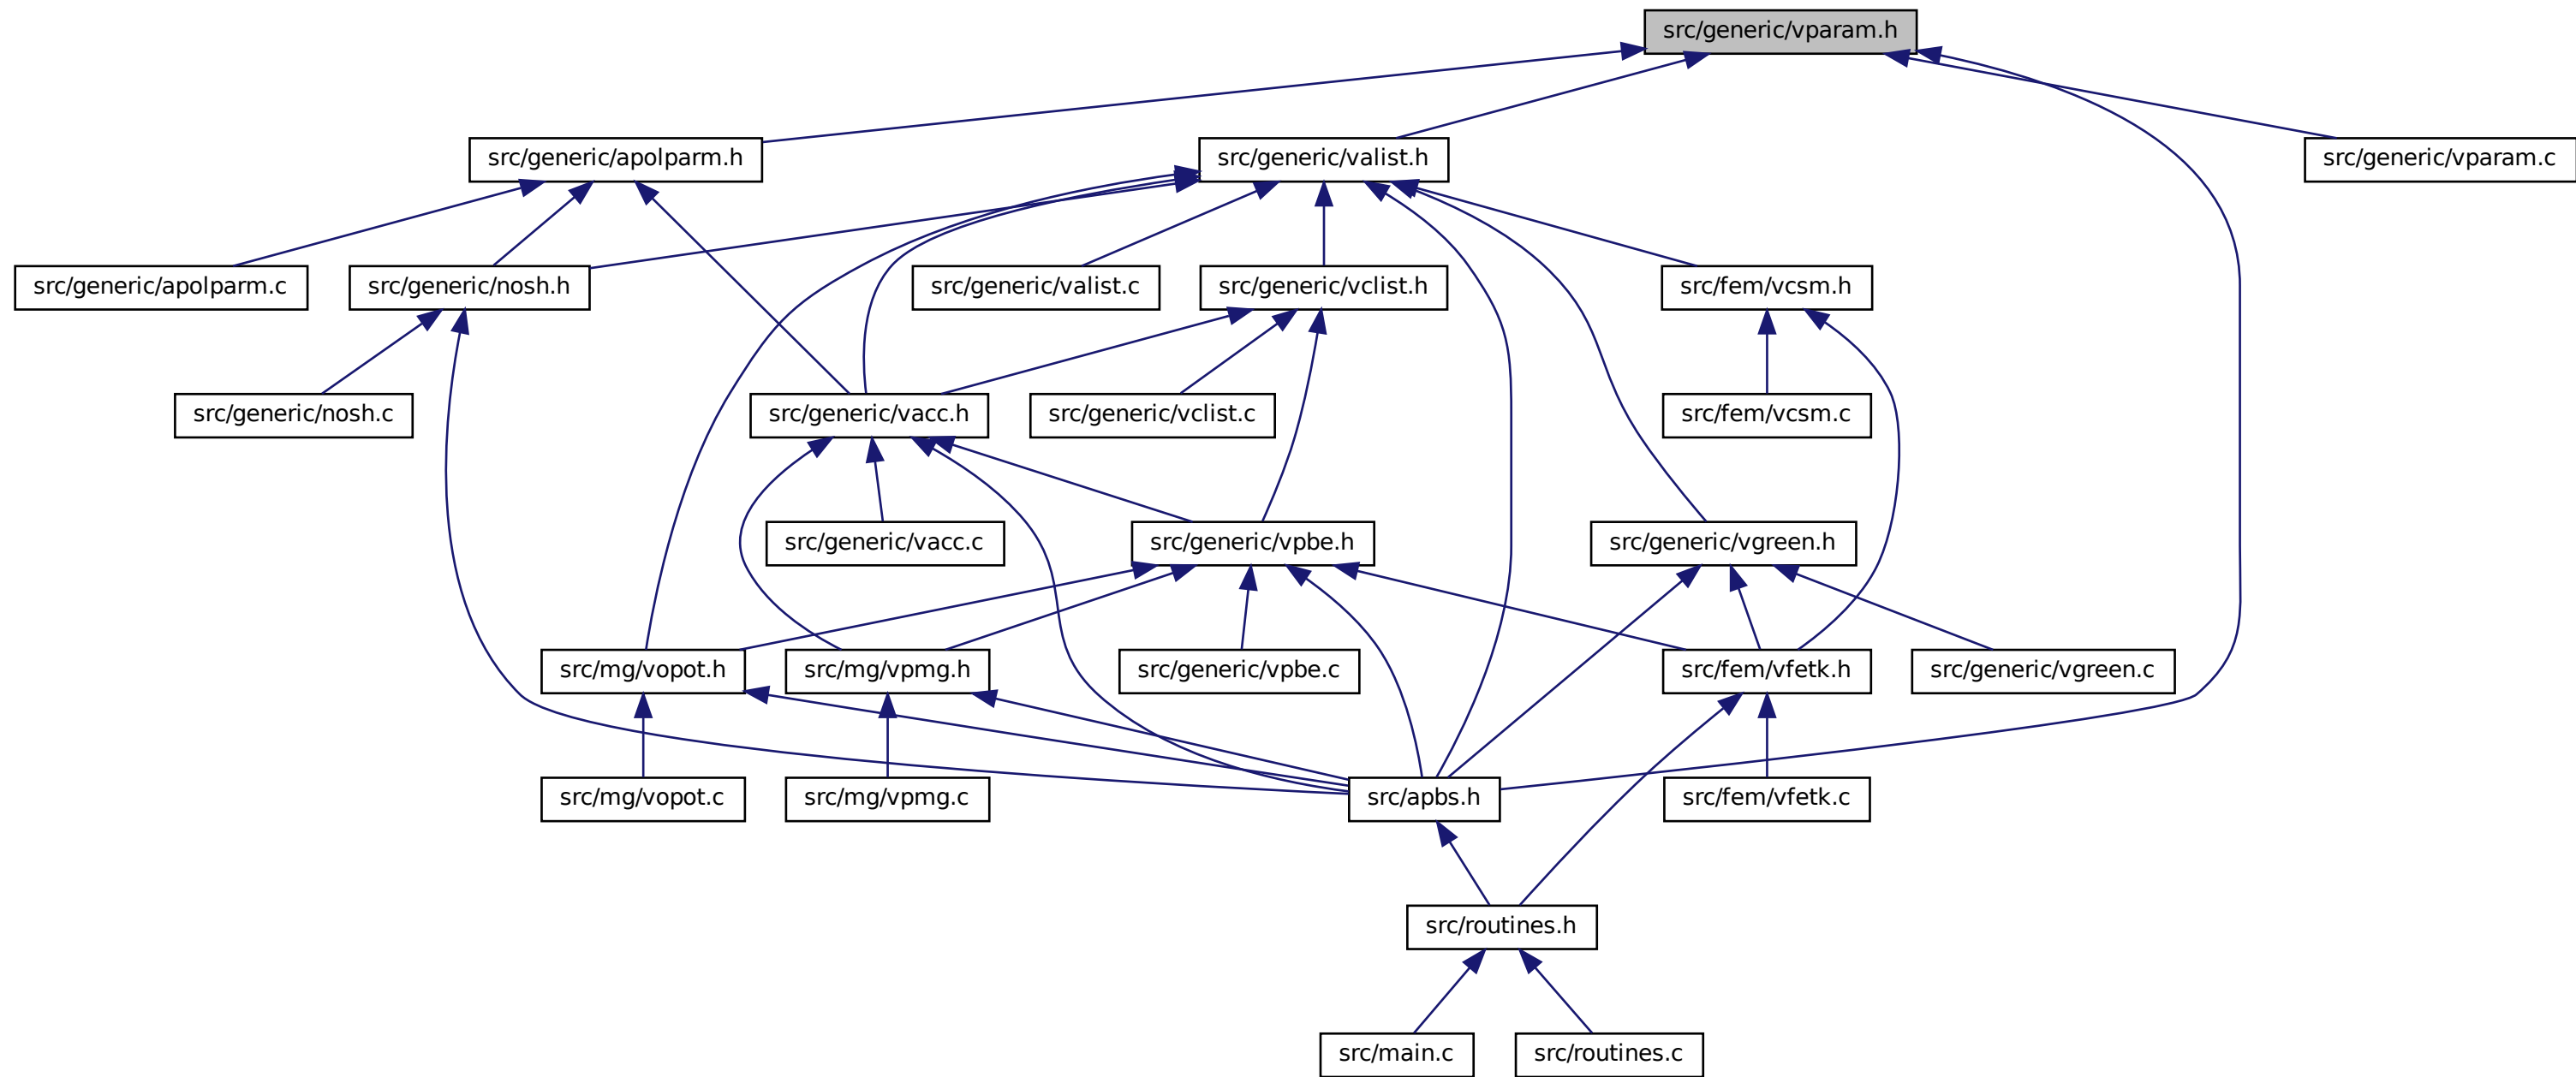 src/generic/vparam.h
src/generic/apolparm.h
src/generic/valist.h
src/generic/vparam.c
src/generic/apolparm.c
src/generic/nosh.h
src/generic/valist.c
src/generic/vclist.h
src/fem/vcsm.h
src/generic/nosh.c
src/generic/vacc.h
src/generic/vclist.c
src/fem/vcsm.c
src/generic/vacc.c
src/generic/vpbe.h
src/generic/vgreen.h
src/mg/vopot.h
src/mg/vpmg.h
src/generic/vpbe.c
src/fem/vfetk.h
src/generic/vgreen.c
src/mg/vopot.c
src/mg/vpmg.c
src/apbs.h
src/fem/vfetk.c
src/routines.h
src/main.c
src/routines.c